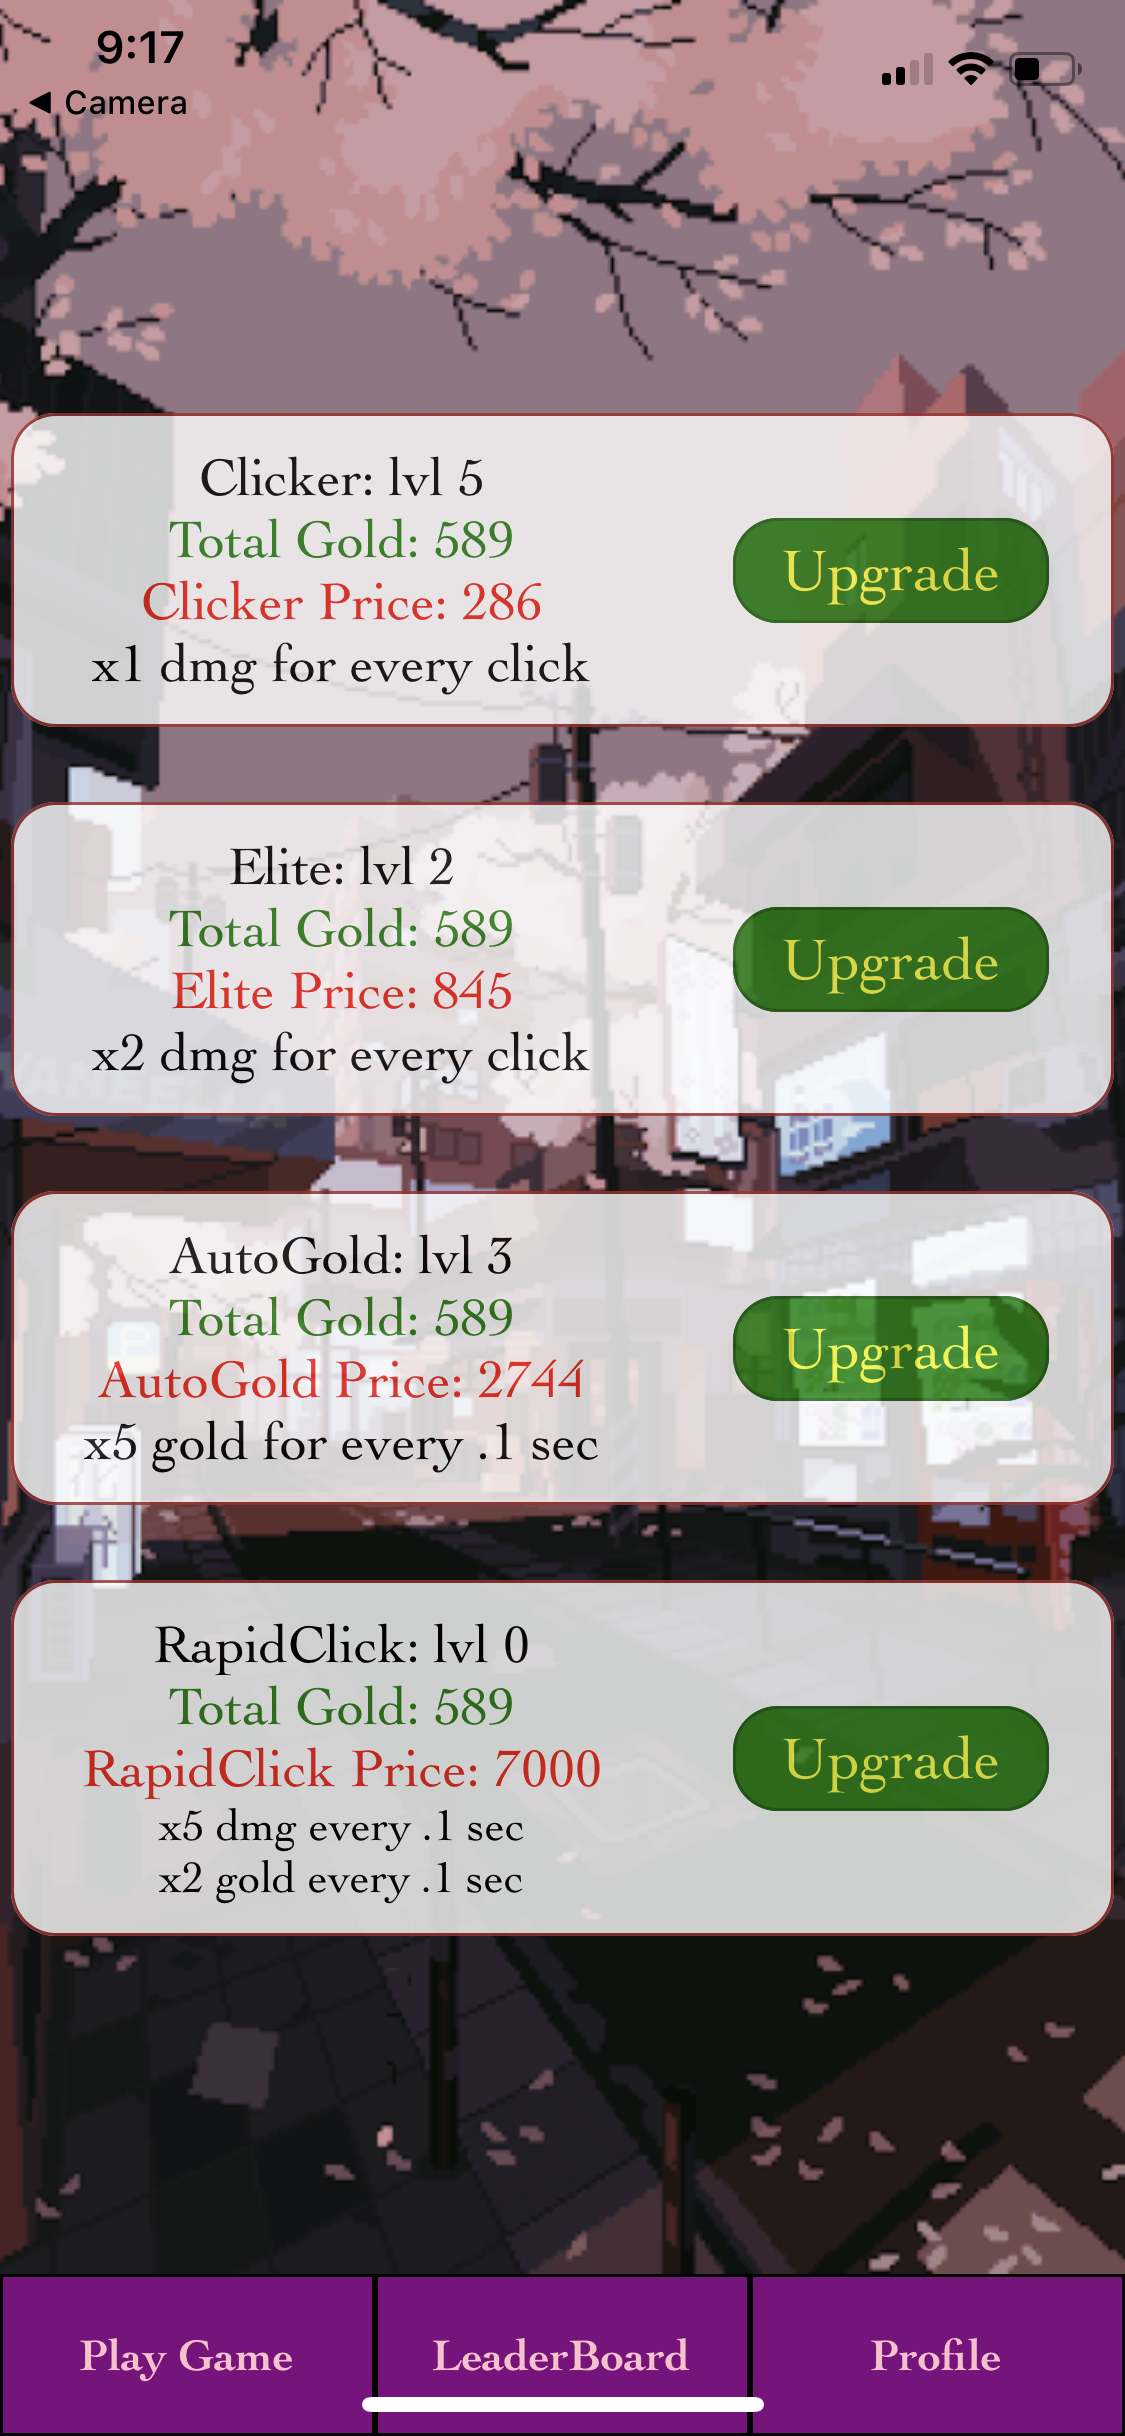 9:17
◀ Camera
Clicker: lvl 5
Total Gold: 589
Clicker Price: 286
x1 dmg for every click
Upgrade
Elite: lvl 2
Total Gold: 589
Elite Price: 845
x2 dmg for every click
Upgrade
AutoGold: lvl 3
Total Gold: 589
AutoGold Price: 2744
x5 gold for every .1 sec
Upgrade
RapidClick: lvl 0
Total Gold: 589
RapidClick Price: 7000
x5 dmg every .1 sec
x2 gold every .1 sec
Upgrade
Play Game
LeaderBoard
Profile